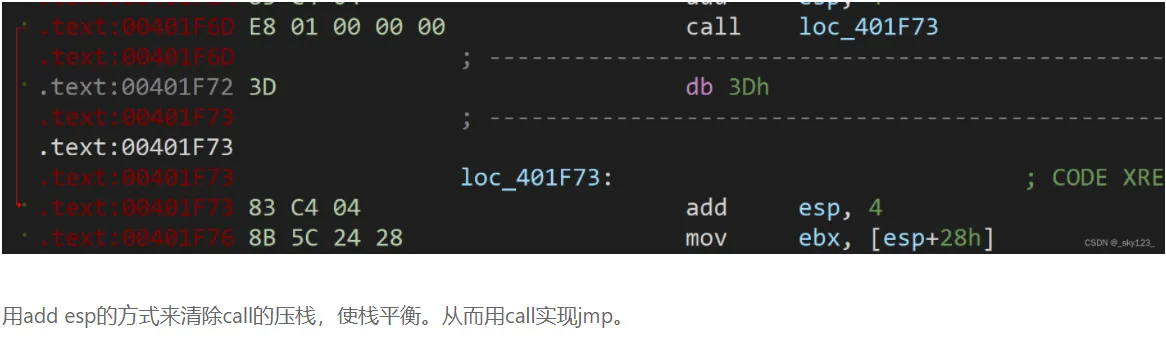 .text:00401F6D E8 01 00 00 00 call loc_401F73
.text:00401F6D ; ---------------------------------------------------
.text:00401F72 3D db 3Dh
.text:00401F73 ; ---------------------------------------------------
.text:00401F73
.text:00401F73 loc_401F73: ; CODE XRE
.text:00401F73 83 C4 04 add esp, 4
.text:00401F76 8B 5C 24 28 mov ebx, [esp+28h]
CSDN @_sky123_
用add esp的方式来清除call的压栈，使栈平衡。从而用call实现jmp。